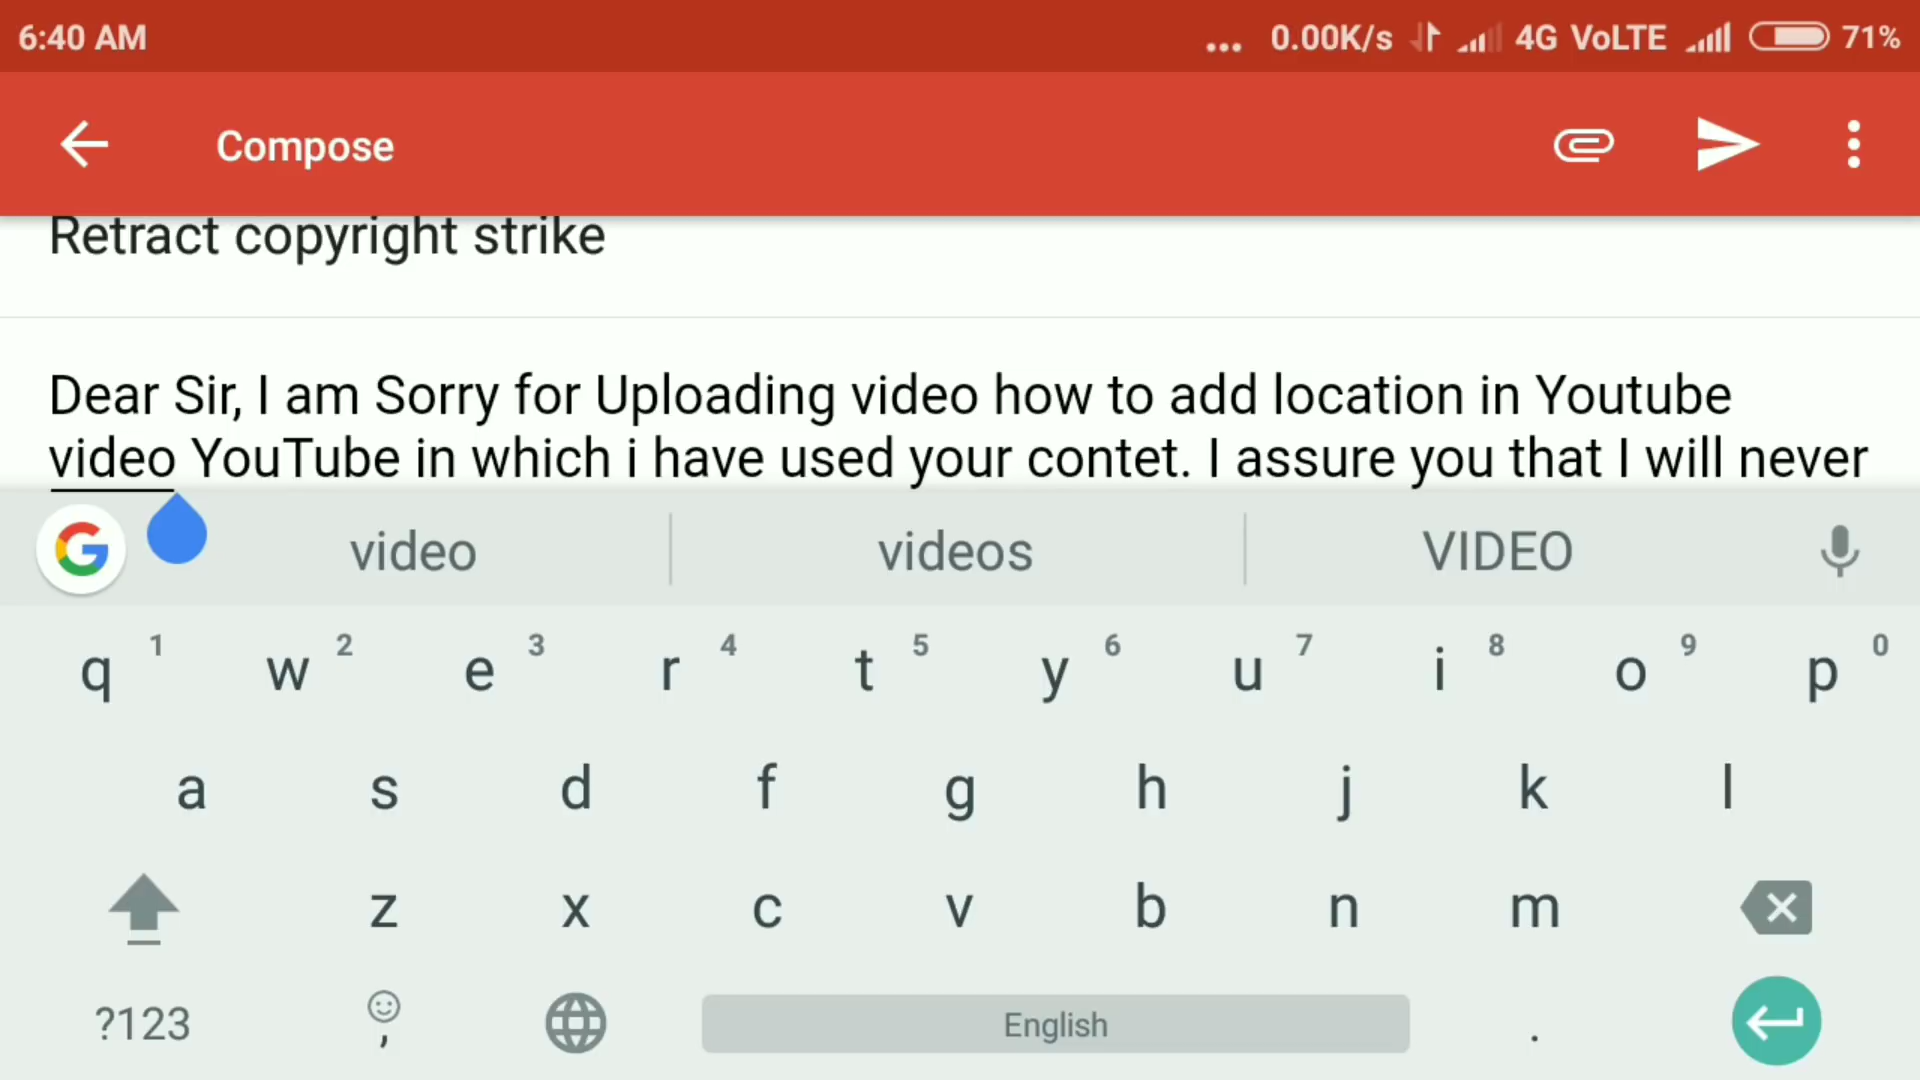 6:40 AM
... 0.00K/s 4G VoLTE 71%
Compose
Retract copyright strike
Dear Sir, I am Sorry for Uploading video how to add location in Youtube
video YouTube in which i have used your contet. I assure you that I will never
G video videos VIDEO
q 1 w 2 e 3 r 4 t 5 y 6 u 7 i 8 o 9 p 0
a s d f g h j k l
z x c v b n m
?123 , English .